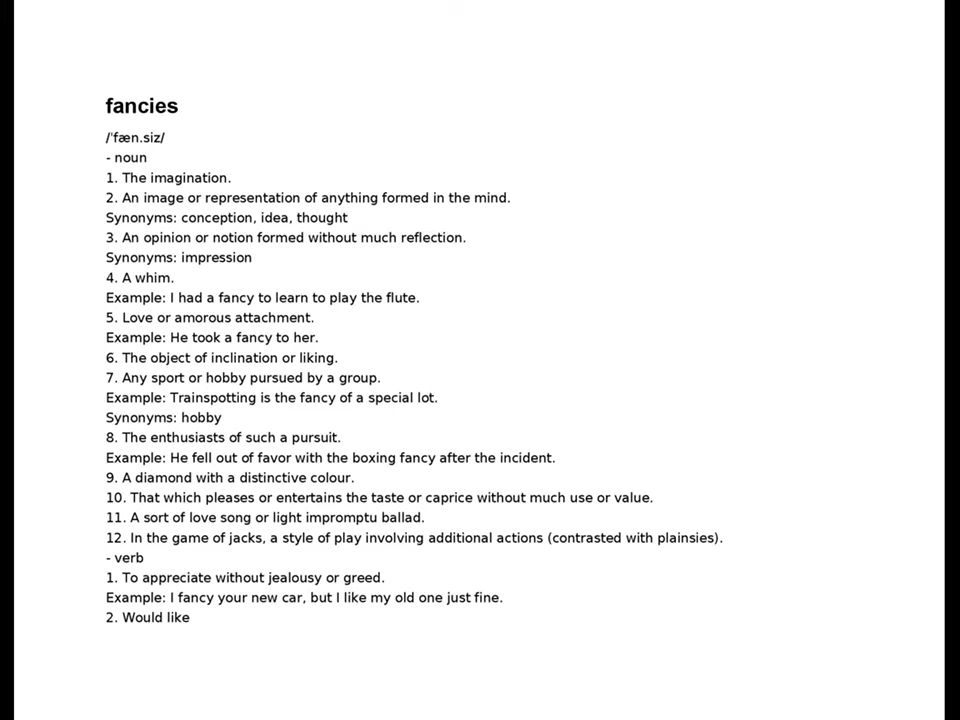 fancies
/ˈfæn.siz/
- noun
1. The imagination.
2. An image or representation of anything formed in the mind.
Synonyms: conception, idea, thought
3. An opinion or notion formed without much reflection.
Synonyms: impression
4. A whim.
Example: I had a fancy to learn to play the flute.
5. Love or amorous attachment.
Example: He took a fancy to her.
6. The object of inclination or liking.
7. Any sport or hobby pursued by a group.
Example: Trainspotting is the fancy of a special lot.
Synonyms: hobby
8. The enthusiasts of such a pursuit.
Example: He fell out of favor with the boxing fancy after the incident.
9. A diamond with a distinctive colour.
10. That which pleases or entertains the taste or caprice without much use or value.
11. A sort of love song or light impromptu ballad.
12. In the game of jacks, a style of play involving additional actions (contrasted with plainsies).
- verb
1. To appreciate without jealousy or greed.
Example: I fancy your new car, but I like my old one just fine.
2. Would like